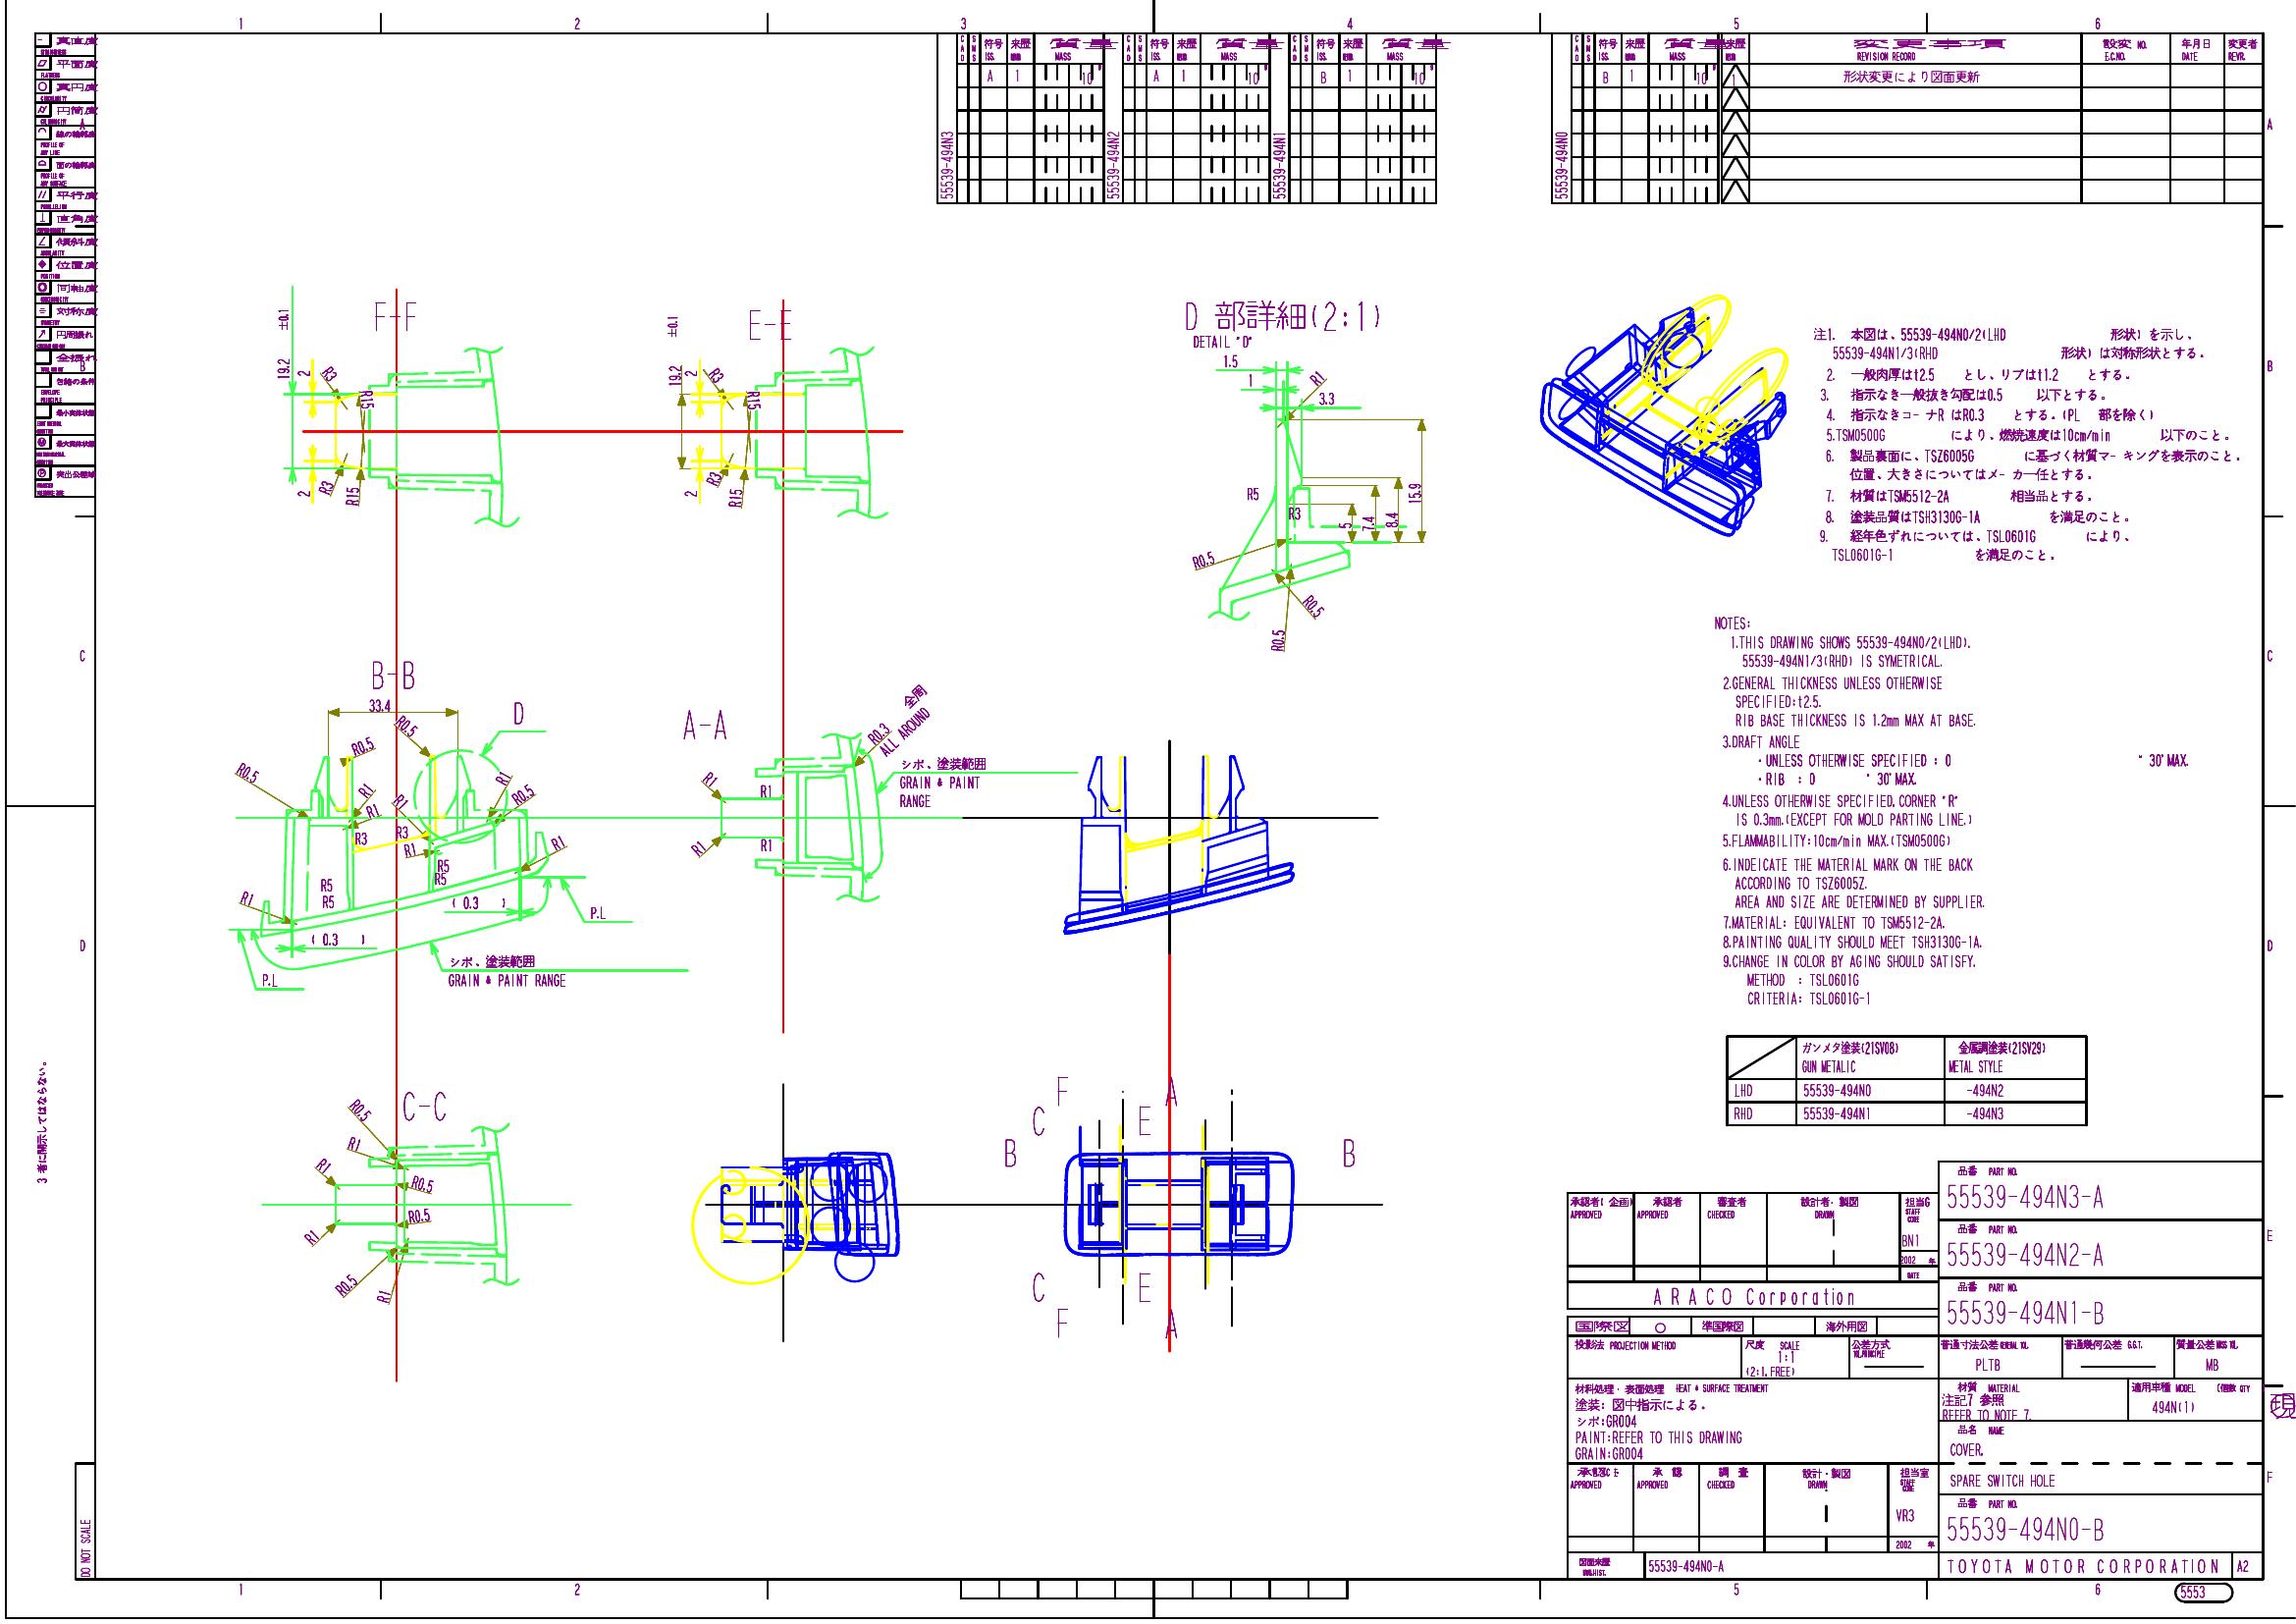 1 2 3 4 5 6
真直度
平面度
FLATNESS
真円度
円筒度
A
線の輪郭度
PROFILE OF
ANY LINE
面の輪郭度
PROFILE OF
ANY SURFACE
平行度
直角度
傾斜度
位置度
POSITION
同軸度
対称度
円周振れ
全振れ
B
包絡の条件
最小実体状態
最大実体状態
突出公差域
C
D
3 者に開示してはならない。
DO NOT SCALE
55539-494N3
CAD SMS 符号 ISS. 来歴 質量 MASS
A 1 10
55539-494N2
CAD SMS 符号 ISS. 来歴 質量 MASS
A 1 10
55539-494N1
CAD SMS 符号 ISS. 来歴 質量 MASS
B 1 10
55539-494N0
CAD SMS 符号 ISS. 来歴 質量 MASS 来歴 変更事項 REVISION RECORD 設変 NO. E.C.NO. 年月日 DATE 変更者 REVR.
B 1 10 1 形状変更により図面更新
A
B
C
D
E
F
F-F
19.2 ±0.1
2
R3
R15
2
R3
R15
E-E
19.2 ±0.1
2
R3
R15
2
R3
R15
D 部詳細(2:1)
DETAIL "D"
1.5
1
R1
3.3
R5
R3
5
7.4
8.4
15.9
R0.5
R0.5
R0.5
注1. 本図は、55539-494N0/2(LHD 形状) を示し、
55539-494N1/3(RHD 形状) は対称形状とする。
2. 一般肉厚はt2.5 とし、リブはt1.2 とする。
3. 指示なき一般抜き勾配は0.5 以下とする。
4. 指示なきコーナR はR0.3 とする。(PL 部を除く)
5.TSM0500G により、燃焼速度は10cm/min 以下のこと。
6. 製品裏面に、TSZ6005G に基づく材質マーキングを表示のこと。
位置、大きさについてはメーカ一任とする。
7. 材質はTSM5512-2A 相当品とする。
8. 塗装品質はTSH3130G-1A を満足のこと。
9. 経年色ずれについては、TSL0601G により、
TSL0601G-1 を満足のこと。
NOTES:
1.THIS DRAWING SHOWS 55539-494N0/2(LHD).
55539-494N1/3(RHD) IS SYMETRICAL.
2.GENERAL THICKNESS UNLESS OTHERWISE
SPECIFIED:t2.5.
RIB BASE THICKNESS IS 1.2mm MAX AT BASE.
3.DRAFT ANGLE
・UNLESS OTHERWISE SPECIFIED : 0 ° 30' MAX.
・RIB : 0 ° 30' MAX.
4.UNLESS OTHERWISE SPECIFIED, CORNER "R"
IS 0.3mm.(EXCEPT FOR MOLD PARTING LINE.)
5.FLAMMABILITY:10cm/min MAX.(TSM0500G)
6.INDEICATE THE MATERIAL MARK ON THE BACK
ACCORDING TO TSZ6005Z.
AREA AND SIZE ARE DETERMINED BY SUPPLIER.
7.MATERIAL: EQUIVALENT TO TSM5512-2A.
8.PAINTING QUALITY SHOULD MEET TSH3130G-1A.
9.CHANGE IN COLOR BY AGING SHOULD SATISFY.
METHOD : TSL0601G
CRITERIA: TSL0601G-1
B-B
33.4
R0.5
D
R0.5
R0.5
R1
R1
R1
R1
R0.5
R3
R3
R1
R1
R5
R5
R5
R5
R1
( 0.3 )
P.L
( 0.3 )
P.L
シボ、塗装範囲
GRAIN & PAINT RANGE
A-A
R0.3 全周
ALL AROUND
R1
R1
R1
R1
シボ、塗装範囲
GRAIN & PAINT
RANGE
C-C
R0.5
R1
R1
R0.5
R0.5
R1
R0.5
R1
F A
C E
B B
C E
F A
ガンメタ塗装(21SV08) 金属調塗装(21SV29)
GUN METALIC METAL STYLE
LHD 55539-494N0 -494N2
RHD 55539-494N1 -494N3
品番 PART NO.
55539-494N3-A
品番 PART NO.
55539-494N2-A
品番 PART NO.
55539-494N1-B
承認者(企画) 承認者 審査者 設計者・製図 担当G
APPROVED APPROVED CHECKED DRAWN STAFF CODE
BN1
2002 年
DATE
ARACO Corporation
国際図 ○ 準国際図 海外用図
投影法 PROJECTION METHOD 尺度 SCALE 公差方式
1:1
(2:1, FREE)
普通寸法公差 GENERAL TOL. 普通幾何公差 G.G.T. 質量公差 MASS TOL.
PLTB MB
材料処理・表面処理 HEAT & SURFACE TREATMENT
塗装: 図中指示による.
シボ:GR004
PAINT:REFER TO THIS DRAWING
GRAIN:GR004
材質 MATERIAL 適用車種 MODEL (個数 QTY
注記7 参照 494N(1)
REFER TO NOTE 7.
現
品名 NAME
COVER,
SPARE SWITCH HOLE
承認 承認 調査 設計・製図 担当室
APPROVED APPROVED CHECKED DRAWN STAFF CODE
VR3
2002 年
品番 PART NO.
55539-494N0-B
図面来歴 55539-494N0-A
TOYOTA MOTOR CORPORATION A2
1 2 5 6
5553